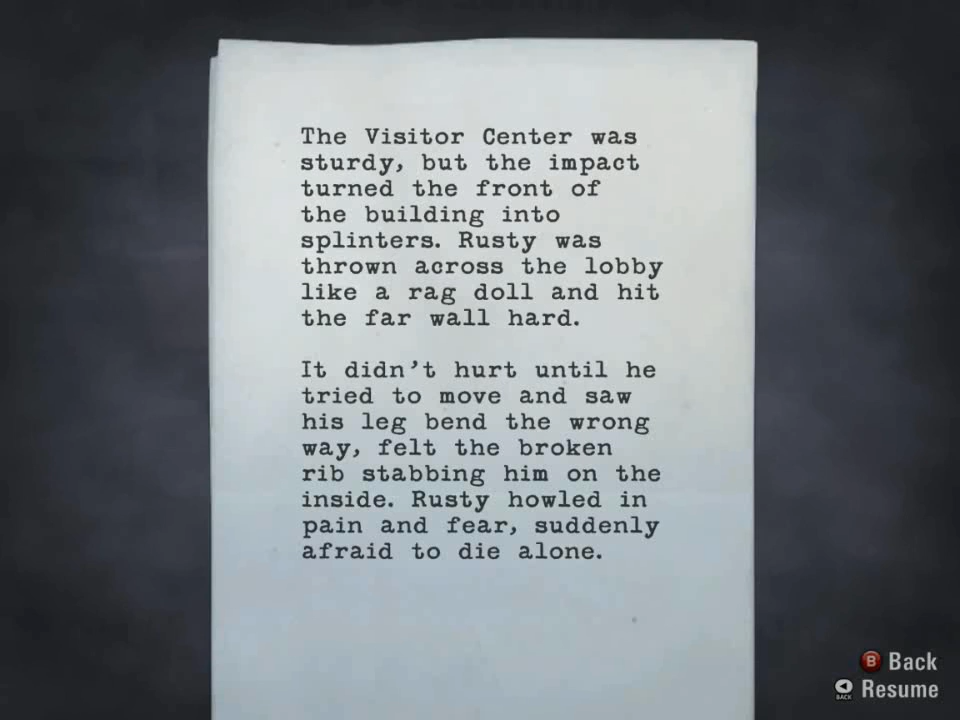 The Visitor Center was
sturdy, but the impact
turned the front of
the building into
splinters. Rusty was
thrown across the lobby
like a rag doll and hit
the far wall hard.
It didn't hurt until he
tried to move and saw
his leg bend the wrong
way, felt the broken
rib stabbing him on the
inside. Rusty howled in
pain and fear, suddenly
afraid to die alone.
B Back
BACK Resume